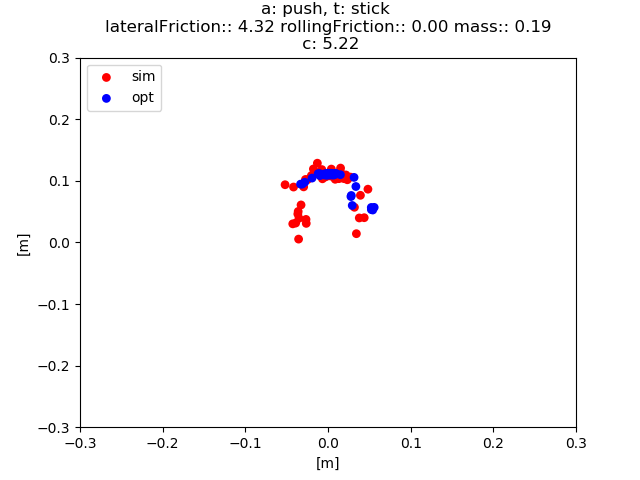 a: push, t: stick
lateralFriction:: 4.32 rollingFriction:: 0.00 mass:: 0.19
c: 5.22
sim
opt
0.3
0.2
0.1
0.0
−0.1
−0.2
−0.3
[m]
−0.3
−0.2
−0.1
0.0
0.1
0.2
0.3
[m]